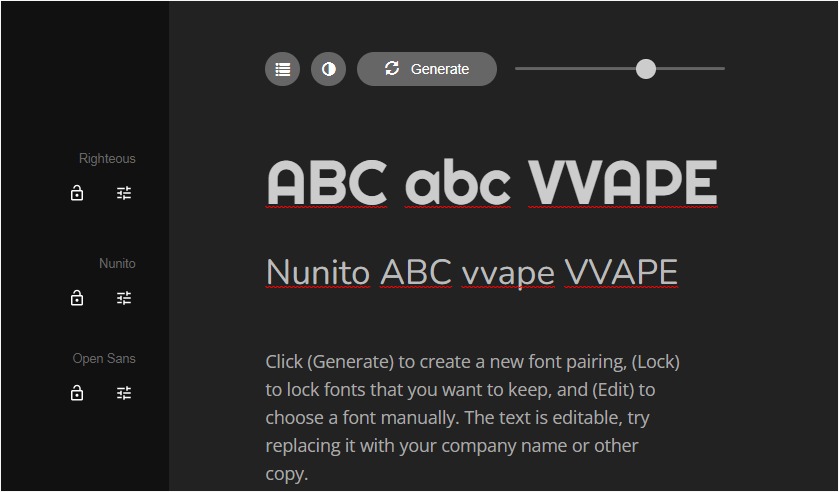 Generate
Righteous
ABC abc VVAPE
Nunito
Nunito ABC vvape VVAPE
Open Sans
Click (Generate) to create a new font pairing, (Lock)
to lock fonts that you want to keep, and (Edit) to
choose a font manually. The text is editable, try
replacing it with your company name or other
copy.